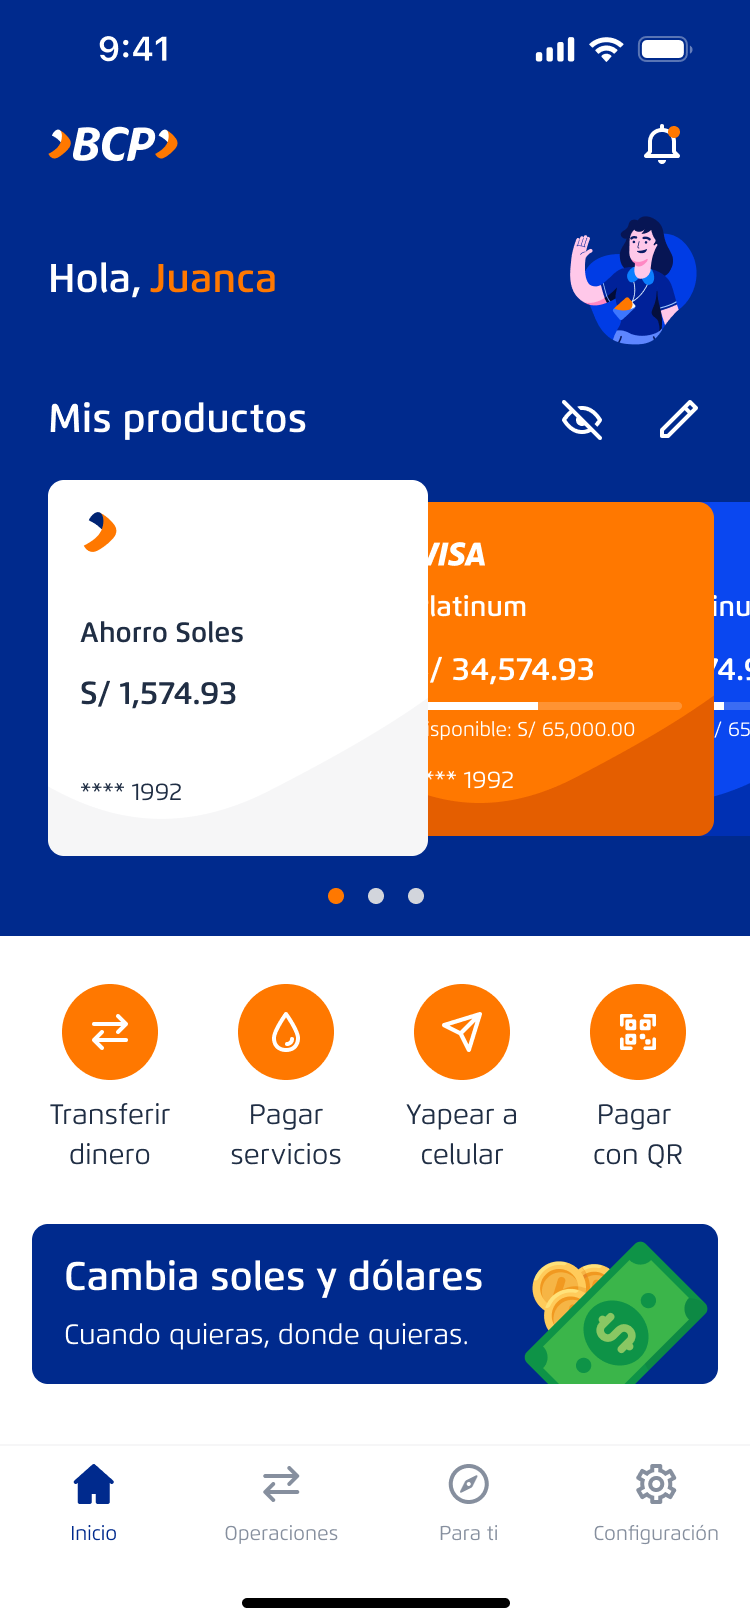 9:41
BCP
Hola, Juanca
Mis productos
Ahorro Soles
S/ 1,574.93
**** 1992
VISA
latinum
/ 34,574.93
isponible: S/ 65,000.00
*** 1992
inu
74.9
/ 65
Transferir
dinero
Pagar
servicios
Yapear a
celular
Pagar
con QR
Cambia soles y dólares
Cuando quieras, donde quieras.
Inicio
Operaciones
Para ti
Configuración